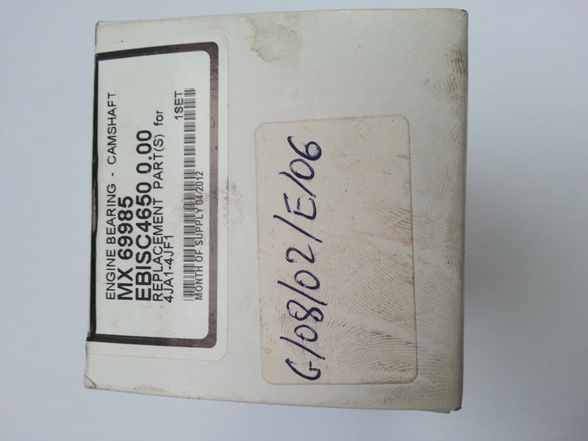 ENGINE BEARING - CAMSHAFT
MX 69985
EBISC4650 0.00
REPLACEMENT PART(S) for
4JA1-4JF1 1SET
MONTH OF SUPPLY 04/2012
G/08/02/E/06